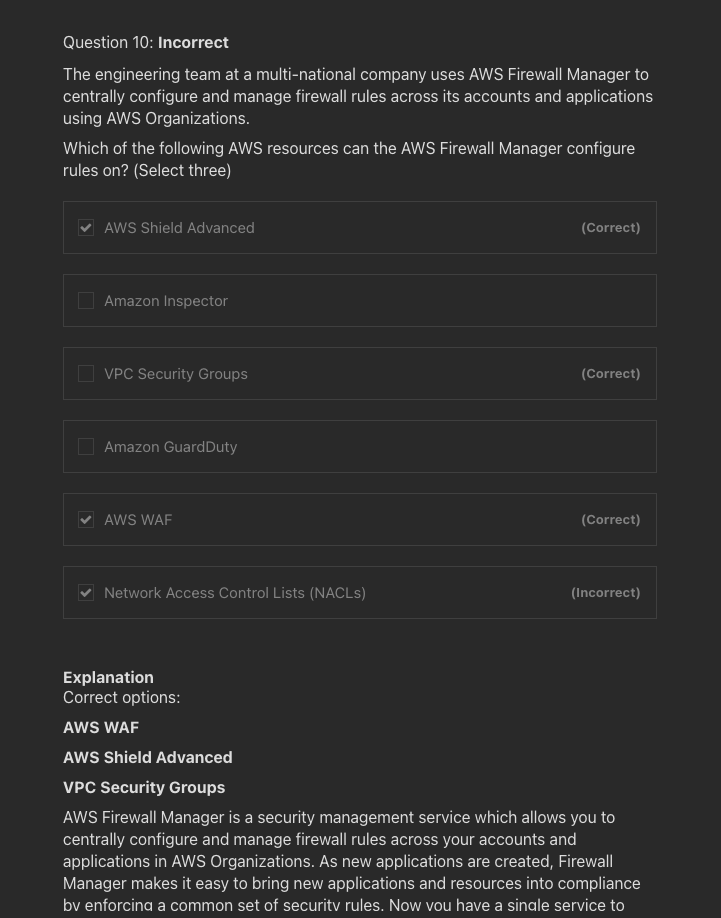 Question 10: Incorrect
The engineering team at a multi-national company uses AWS Firewall Manager to
centrally configure and manage firewall rules across its accounts and applications
using AWS Organizations.
Which of the following AWS resources can the AWS Firewall Manager configure
rules on? (Select three)
AWS Shield Advanced (Correct)
Amazon Inspector
VPC Security Groups (Correct)
Amazon GuardDuty
AWS WAF (Correct)
Network Access Control Lists (NACLs) (Incorrect)
Explanation
Correct options:
AWS WAF
AWS Shield Advanced
VPC Security Groups
AWS Firewall Manager is a security management service which allows you to
centrally configure and manage firewall rules across your accounts and
applications in AWS Organizations. As new applications are created, Firewall
Manager makes it easy to bring new applications and resources into compliance
by enforcing a common set of security rules. Now you have a single service to